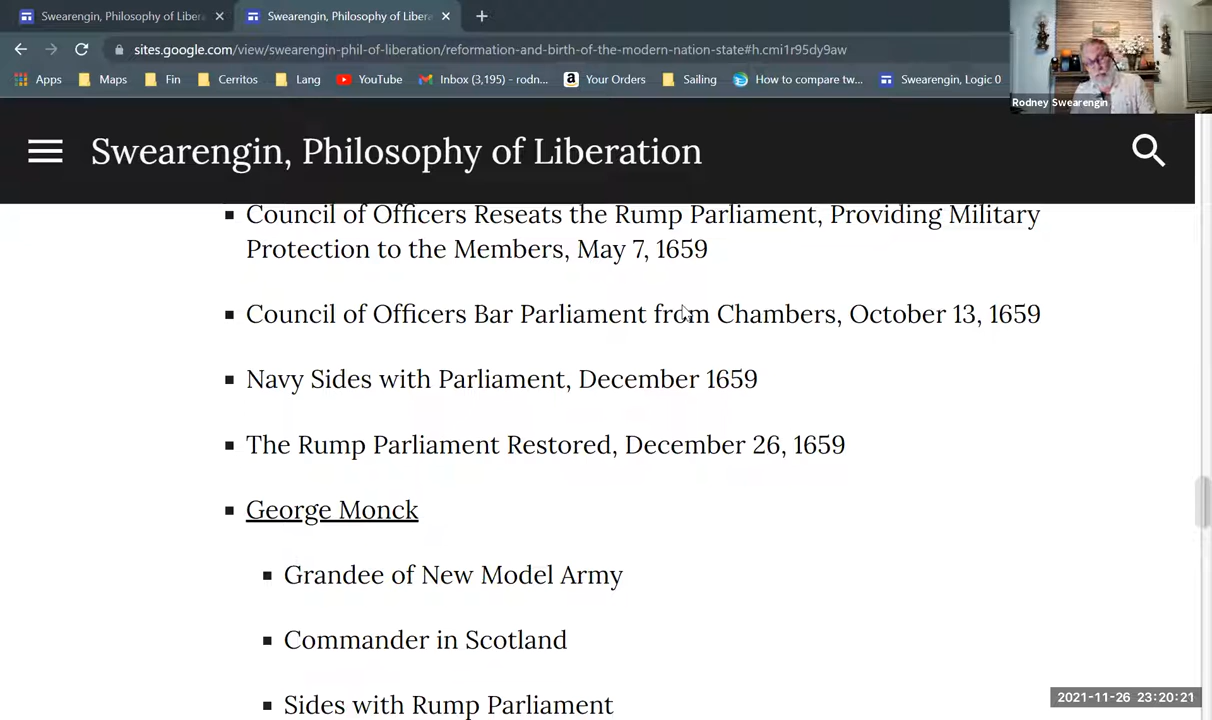 Swearengin, Philosophy of Liber
Swearengin, Philosophy of Libera
sites.google.com/view/swearengin-phil-of-liberation/reformation-and-birth-of-the-modern-nation-state#h.cmi1r95dy9aw
Apps Maps Fin Cerritos Lang YouTube Inbox (3,195) - rodn... Your Orders Sailing How to compare tw... Swearengin, Logic 0
Rodney Swearengin
Swearengin, Philosophy of Liberation
Council of Officers Reseats the Rump Parliament, Providing Military
Protection to the Members, May 7, 1659
Council of Officers Bar Parliament from Chambers, October 13, 1659
Navy Sides with Parliament, December 1659
The Rump Parliament Restored, December 26, 1659
George Monck
Grandee of New Model Army
Commander in Scotland
Sides with Rump Parliament
2021-11-26 23:20:21